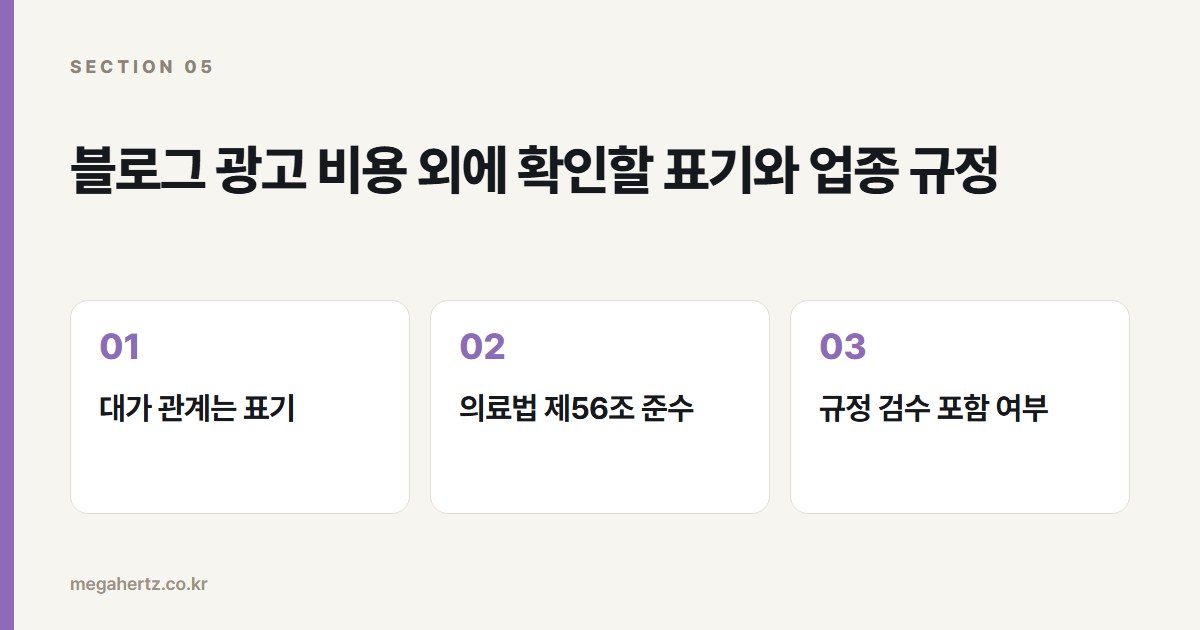 SECTION 05
블로그 광고 비용 외에 확인할 표기와 업종 규정
01
대가 관계는 표기
02
의료법 제56조 준수
03
규정 검수 포함 여부
megahertz.co.kr